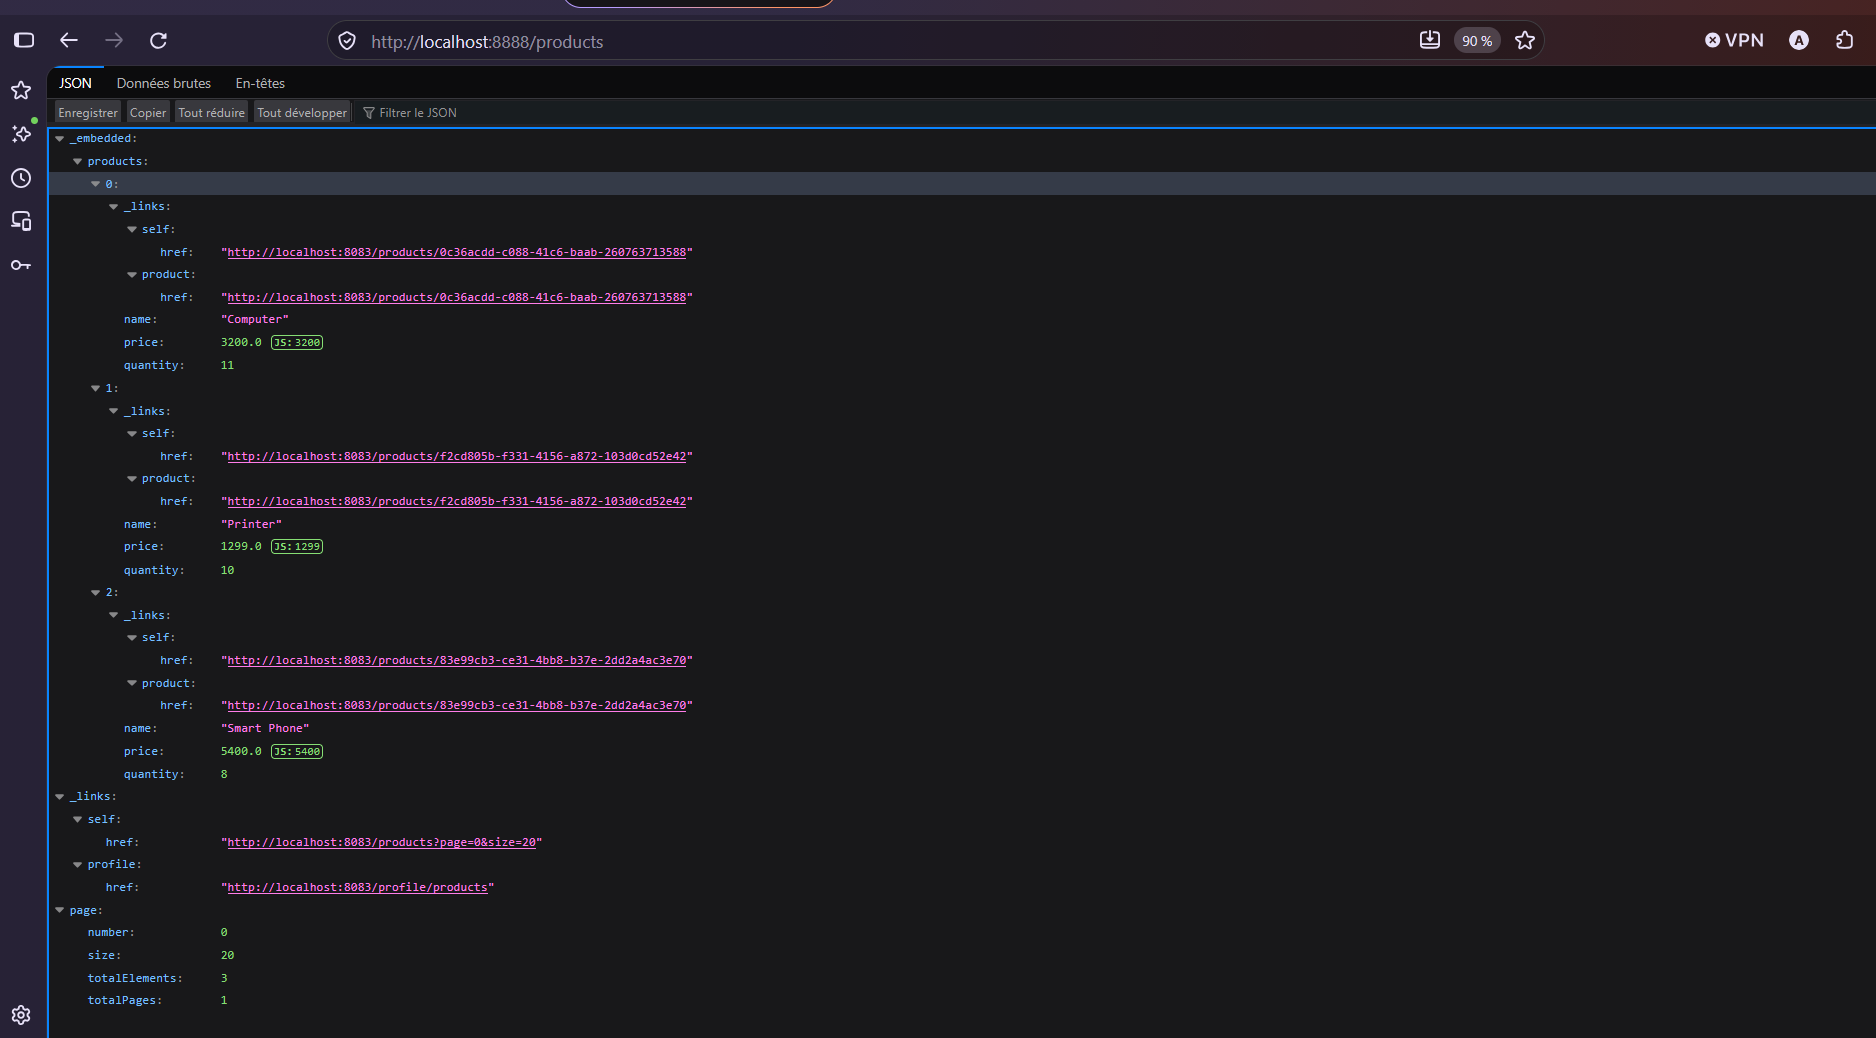 http://localhost:8888/products
90 %
VPN
A
JSON Données brutes En-têtes
Enregistrer Copier Tout réduire Tout développer Filtrer le JSON
_embedded:
products:
0:
_links:
self:
href: "http://localhost:8083/products/0c36acdd-c088-41c6-baab-260763713588"
product:
href: "http://localhost:8083/products/0c36acdd-c088-41c6-baab-260763713588"
name: "Computer"
price: 3200.0 JS:3200
quantity: 11
1:
_links:
self:
href: "http://localhost:8083/products/f2cd805b-f331-4156-a872-103d0cd52e42"
product:
href: "http://localhost:8083/products/f2cd805b-f331-4156-a872-103d0cd52e42"
name: "Printer"
price: 1299.0 JS:1299
quantity: 10
2:
_links:
self:
href: "http://localhost:8083/products/83e99cb3-ce31-4bb8-b37e-2dd2a4ac3e70"
product:
href: "http://localhost:8083/products/83e99cb3-ce31-4bb8-b37e-2dd2a4ac3e70"
name: "Smart Phone"
price: 5400.0 JS:5400
quantity: 8
_links:
self:
href: "http://localhost:8083/products?page=0&size=20"
profile:
href: "http://localhost:8083/profile/products"
page:
number: 0
size: 20
totalElements: 3
totalPages: 1